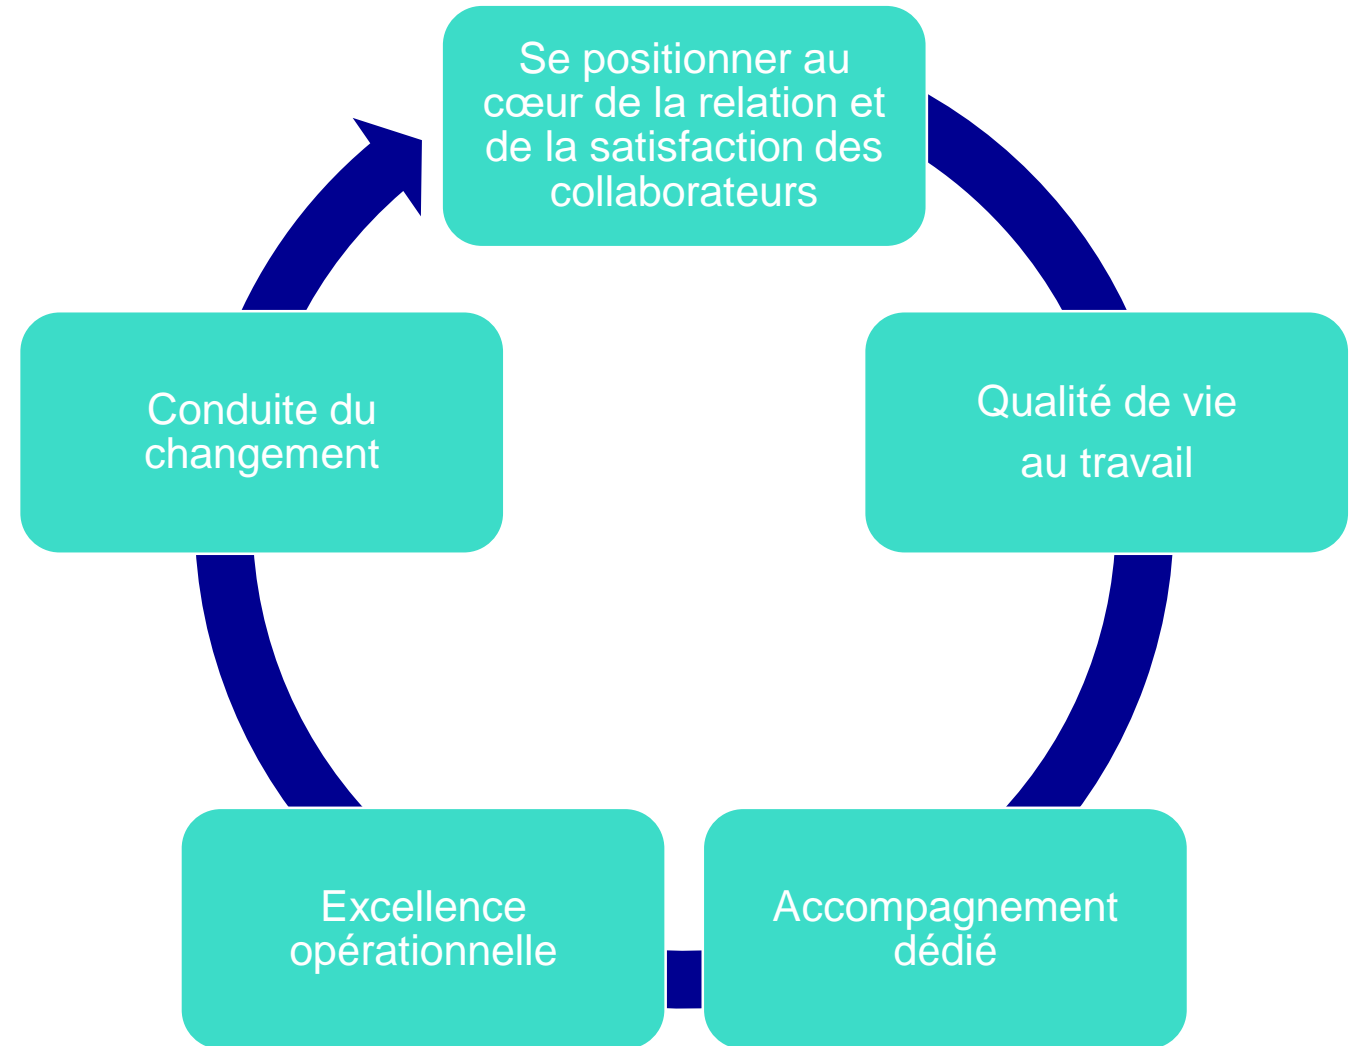 Se positionner au
cœur de la relation et
de la satisfaction des
collaborateurs
Qualité de vie
au travail
Accompagnement
dédié
Excellence
opérationnelle
Conduite du
changement